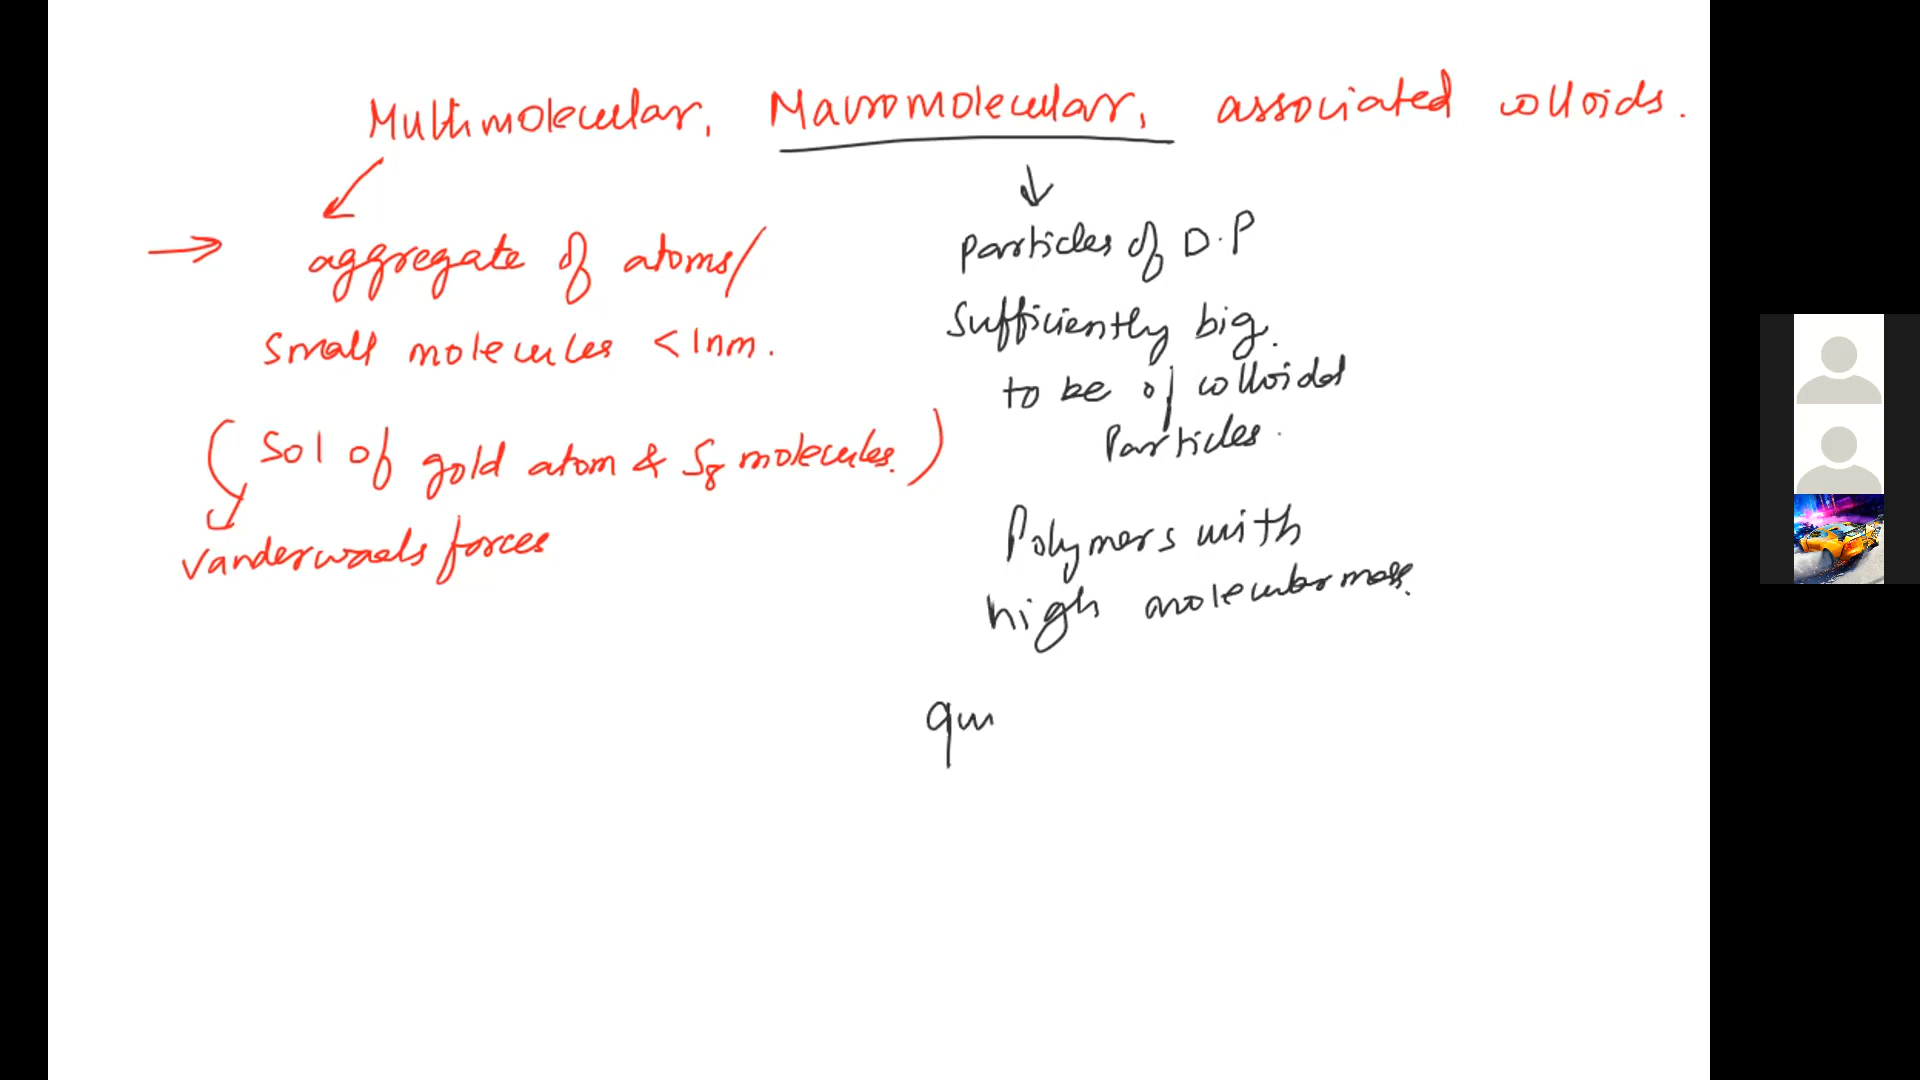 Multimolecular, Macromolecular, associated colloids.
aggregate of atoms/
small molecules < 1nm.
(Sol of gold atom & S8 molecules.)
Vanderwaals forces
Particles of D.P
Sufficiently big.
to be of colloidal
Particles.
Polymers with
high molecular mass.